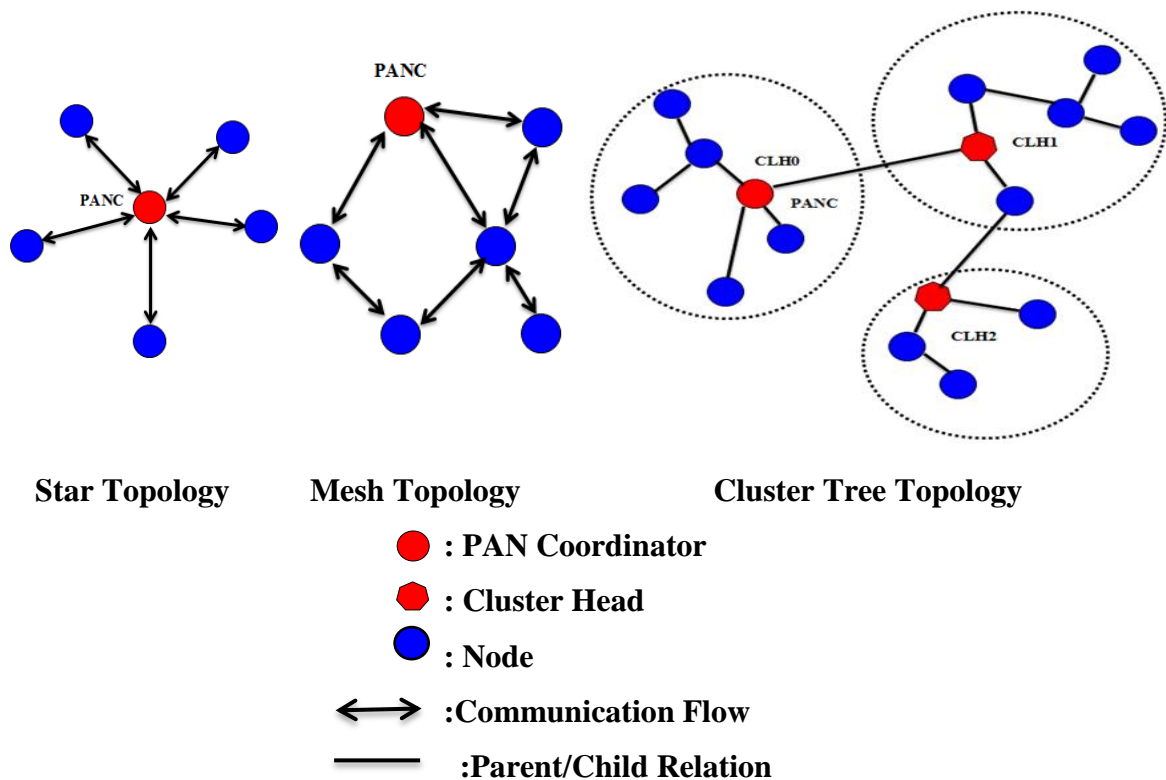 PANC
PANC
CLH0
PANC
CLH1
CLH2
Star Topology
Mesh Topology
Cluster Tree Topology
: PAN Coordinator
: Cluster Head
: Node
:Communication Flow
:Parent/Child Relation